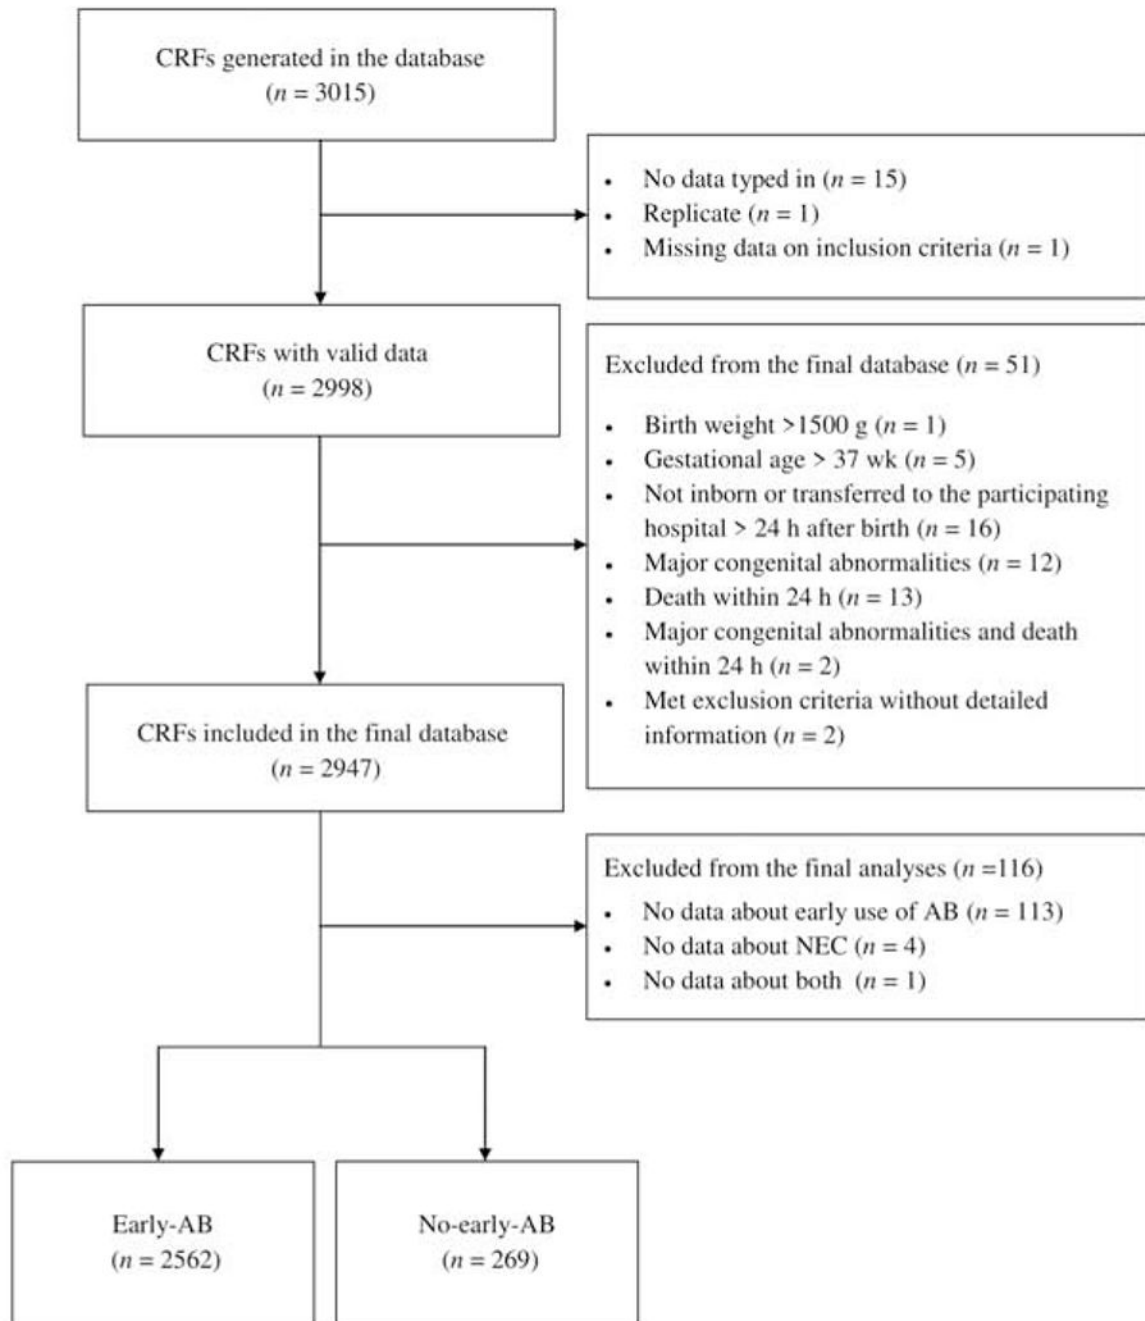 CRFs generated in the database
(n = 3015)
• No data typed in (n = 15)
• Replicate (n = 1)
• Missing data on inclusion criteria (n = 1)
CRFs with valid data
(n = 2998)
Excluded from the final database (n = 51)
• Birth weight >1500 g (n = 1)
• Gestational age > 37 wk (n = 5)
• Not inborn or transferred to the participating
hospital > 24 h after birth (n = 16)
• Major congenital abnormalities (n = 12)
• Death within 24 h (n = 13)
• Major congenital abnormalities and death
within 24 h (n = 2)
• Met exclusion criteria without detailed
information (n = 2)
CRFs included in the final database
(n = 2947)
Excluded from the final analyses (n =116)
• No data about early use of AB (n = 113)
• No data about NEC (n = 4)
• No data about both (n = 1)
Early-AB
(n = 2562)
No-early-AB
(n = 269)